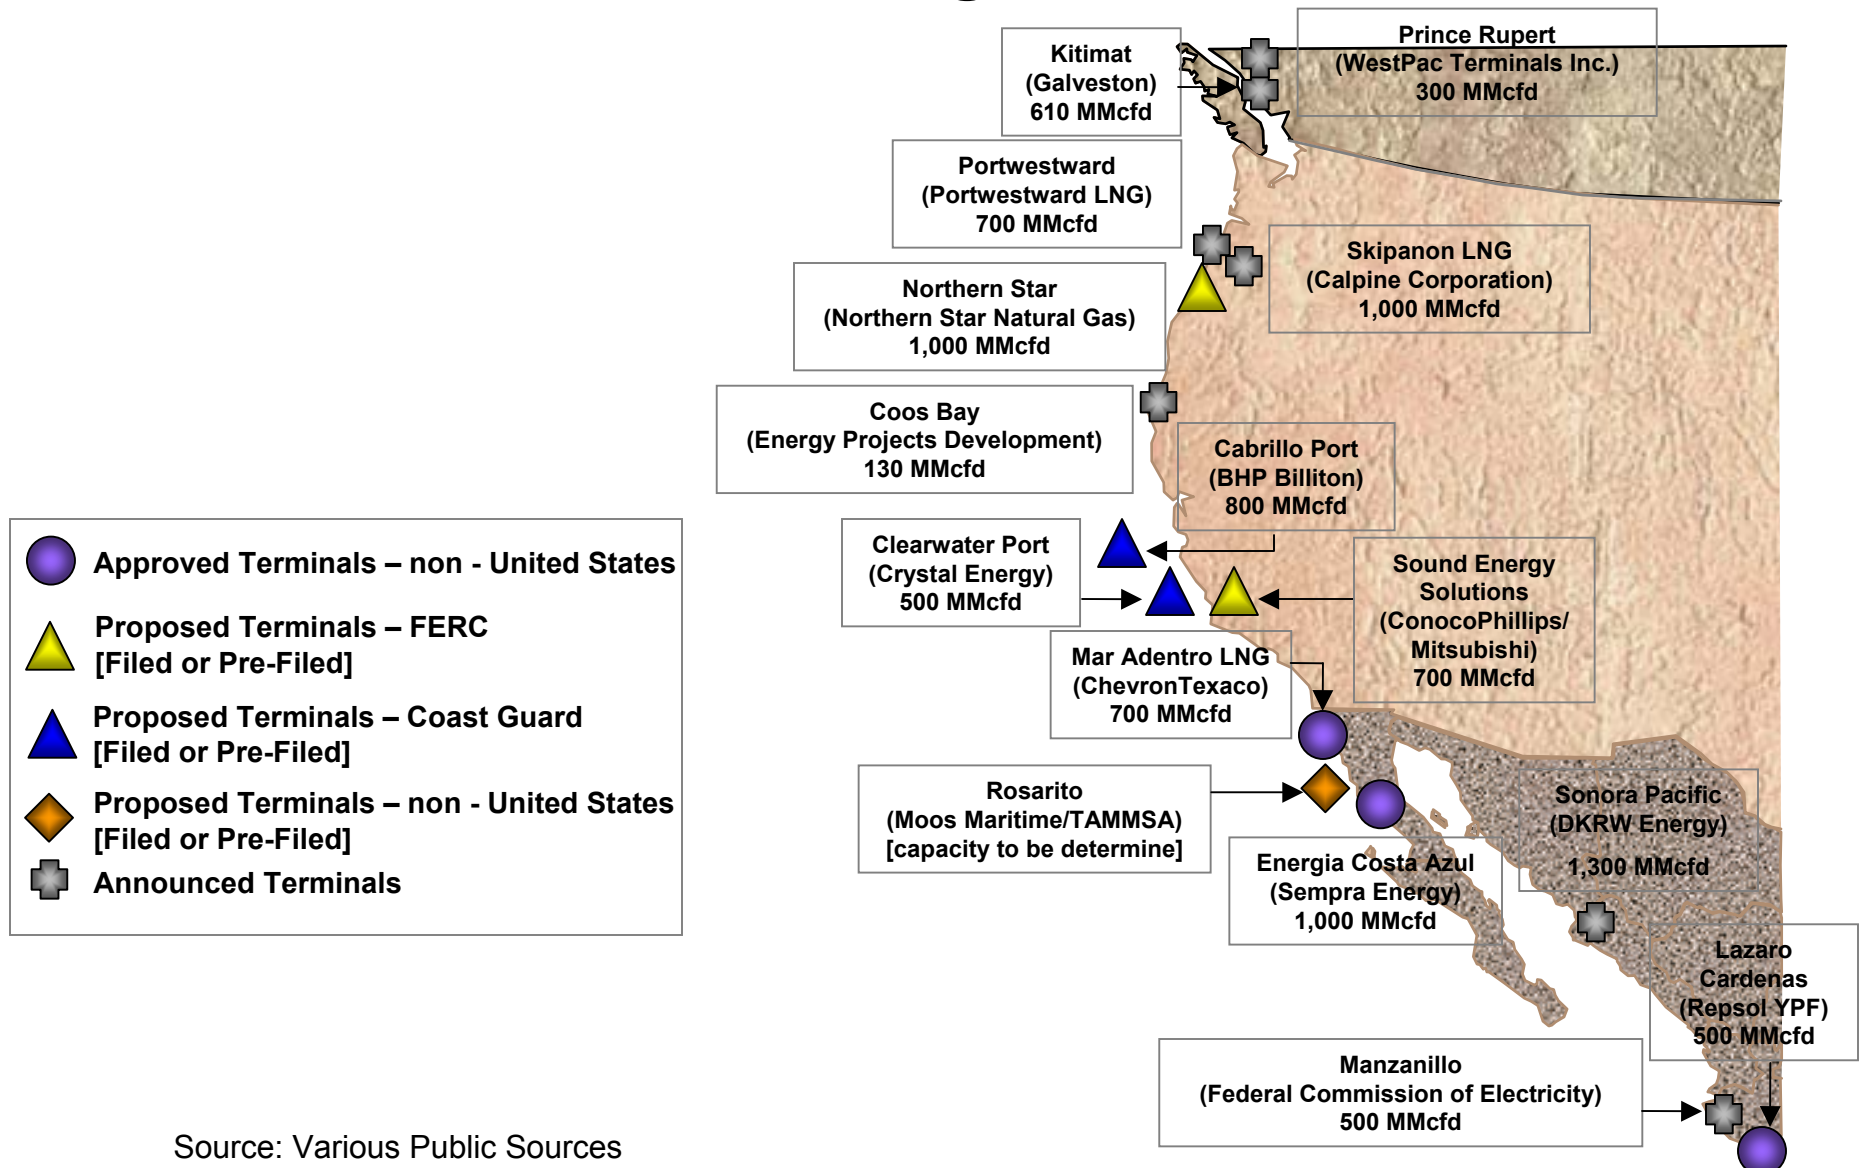 Kitimat
(Galveston)
610 MMcfd
Prince Rupert
(WestPac Terminals Inc.)
300 MMcfd
Portwestward
(Portwestward LNG)
700 MMcfd
Skipanon LNG
(Calpine Corporation)
1,000 MMcfd
Northern Star
(Northern Star Natural Gas)
1,000 MMcfd
Coos Bay
(Energy Projects Development)
130 MMcfd
Cabrillo Port
(BHP Billiton)
800 MMcfd
Clearwater Port
(Crystal Energy)
500 MMcfd
Sound Energy
Solutions
(ConocoPhillips/
Mitsubishi)
700 MMcfd
Mar Adentro LNG
(ChevronTexaco)
700 MMcfd
Rosarito
(Moos Maritime/TAMMSA)
[capacity to be determine]
Energia Costa Azul
(Sempra Energy)
1,000 MMcfd
Sonora Pacific
(DKRW Energy)
1,300 MMcfd
Lazaro
Cardenas
(Repsol YPF)
500 MMcfd
Manzanillo
(Federal Commission of Electricity)
500 MMcfd
Approved Terminals – non - United States
Proposed Terminals – FERC
[Filed or Pre-Filed]
Proposed Terminals – Coast Guard
[Filed or Pre-Filed]
Proposed Terminals – non - United States
[Filed or Pre-Filed]
Announced Terminals
Source: Various Public Sources